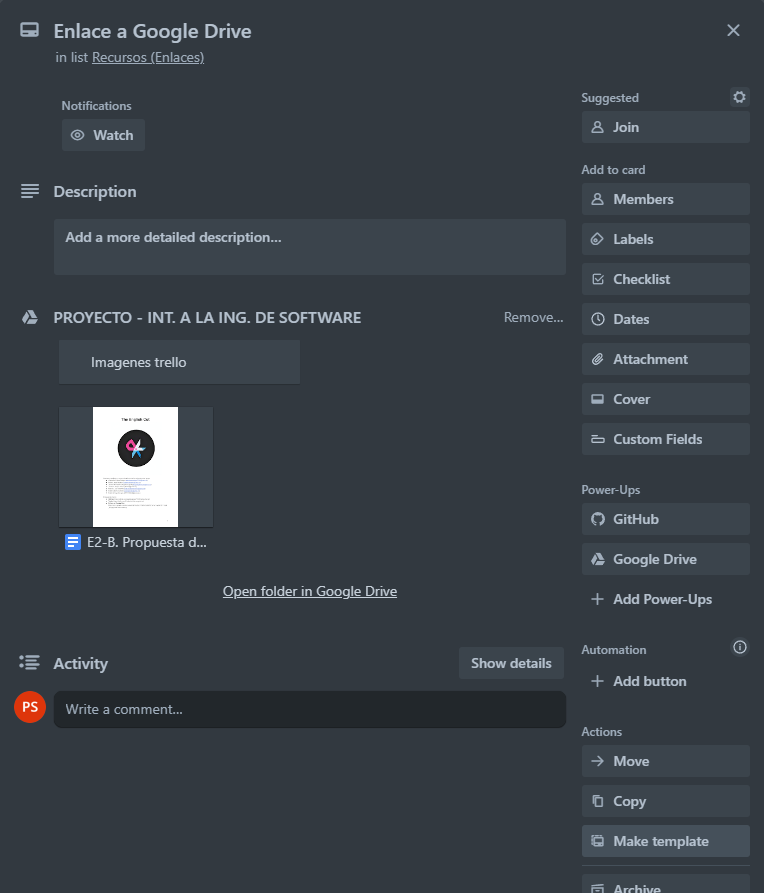 Enlace a Google Drive
in list Recursos (Enlaces)
Notifications
Watch
Description
Add a more detailed description...
PROYECTO - INT. A LA ING. DE SOFTWARE
Remove...
Imagenes trello
The English Cut
E2-B. Propuesta d...
Open folder in Google Drive
Activity
Show details
PS
Write a comment...
Suggested
Join
Add to card
Members
Labels
Checklist
Dates
Attachment
Cover
Custom Fields
Power-Ups
GitHub
Google Drive
Add Power-Ups
Automation
Add button
Actions
Move
Copy
Make template
Archive